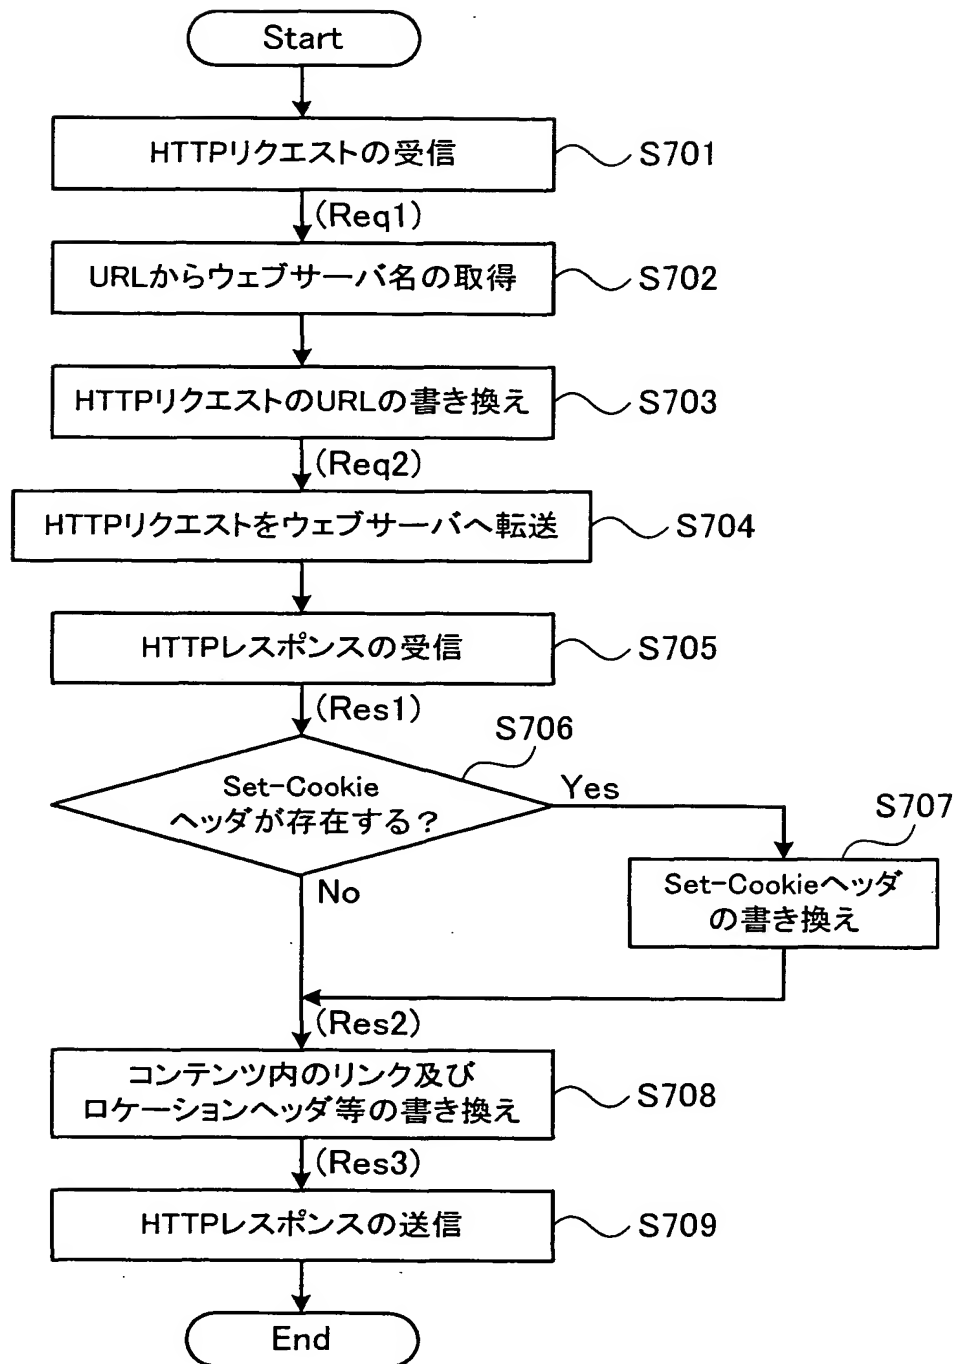 Start
HTTPリクエストの受信
S701
(Req1)
URLからウェブサーバ名の取得
S702
HTTPリクエストのURLの書き換え
S703
(Req2)
HTTPリクエストをウェブサーバへ転送
S704
HTTPレスポンスの受信
S705
(Res1)
S706
Set-Cookie
ヘッダが存在する?
Yes
No
S707
Set-Cookieヘッダ
の書き換え
(Res2)
コンテンツ内のリンク及び
ロケーションヘッダ等の書き換え
S708
(Res3)
HTTPレスポンスの送信
S709
End